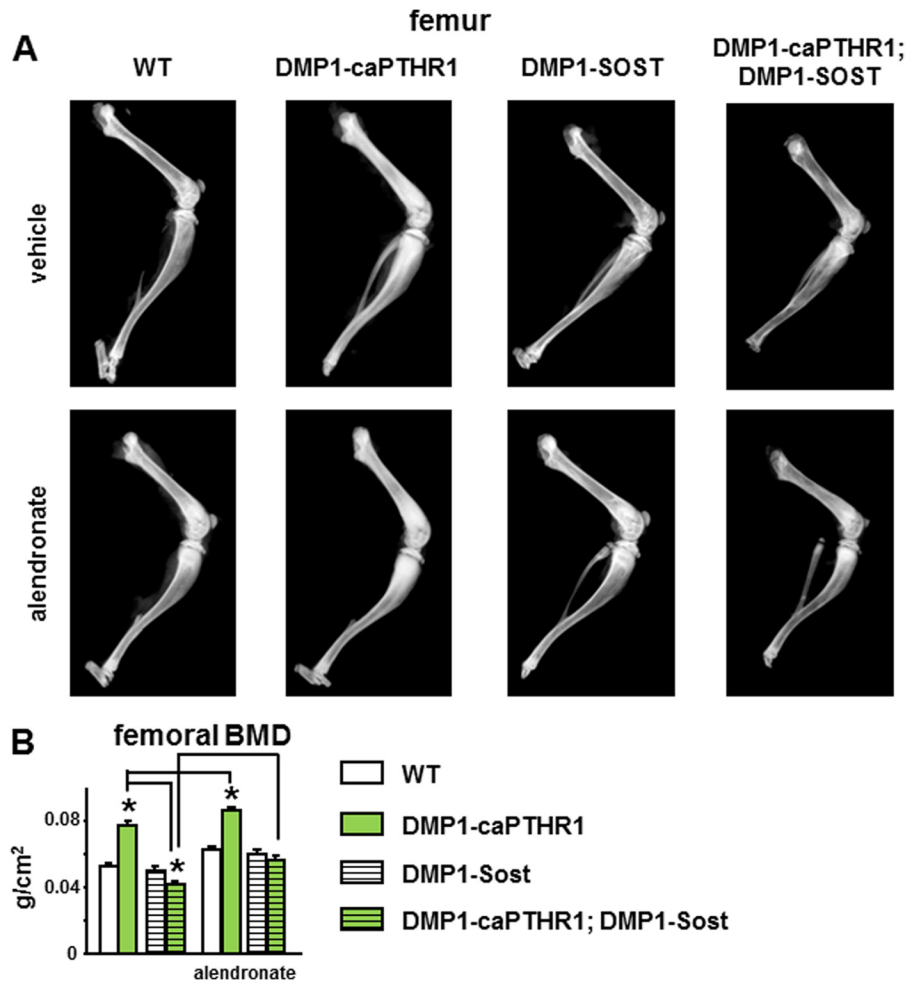 femur
A
WT
DMP1-caPTHR1
DMP1-SOST
DMP1-caPTHR1;
DMP1-SOST
vehicle
alendronate
B
femoral BMD
g/cm²
0.08
0.04
0
*
*
*
alendronate
WT
DMP1-caPTHR1
DMP1-Sost
DMP1-caPTHR1; DMP1-Sost